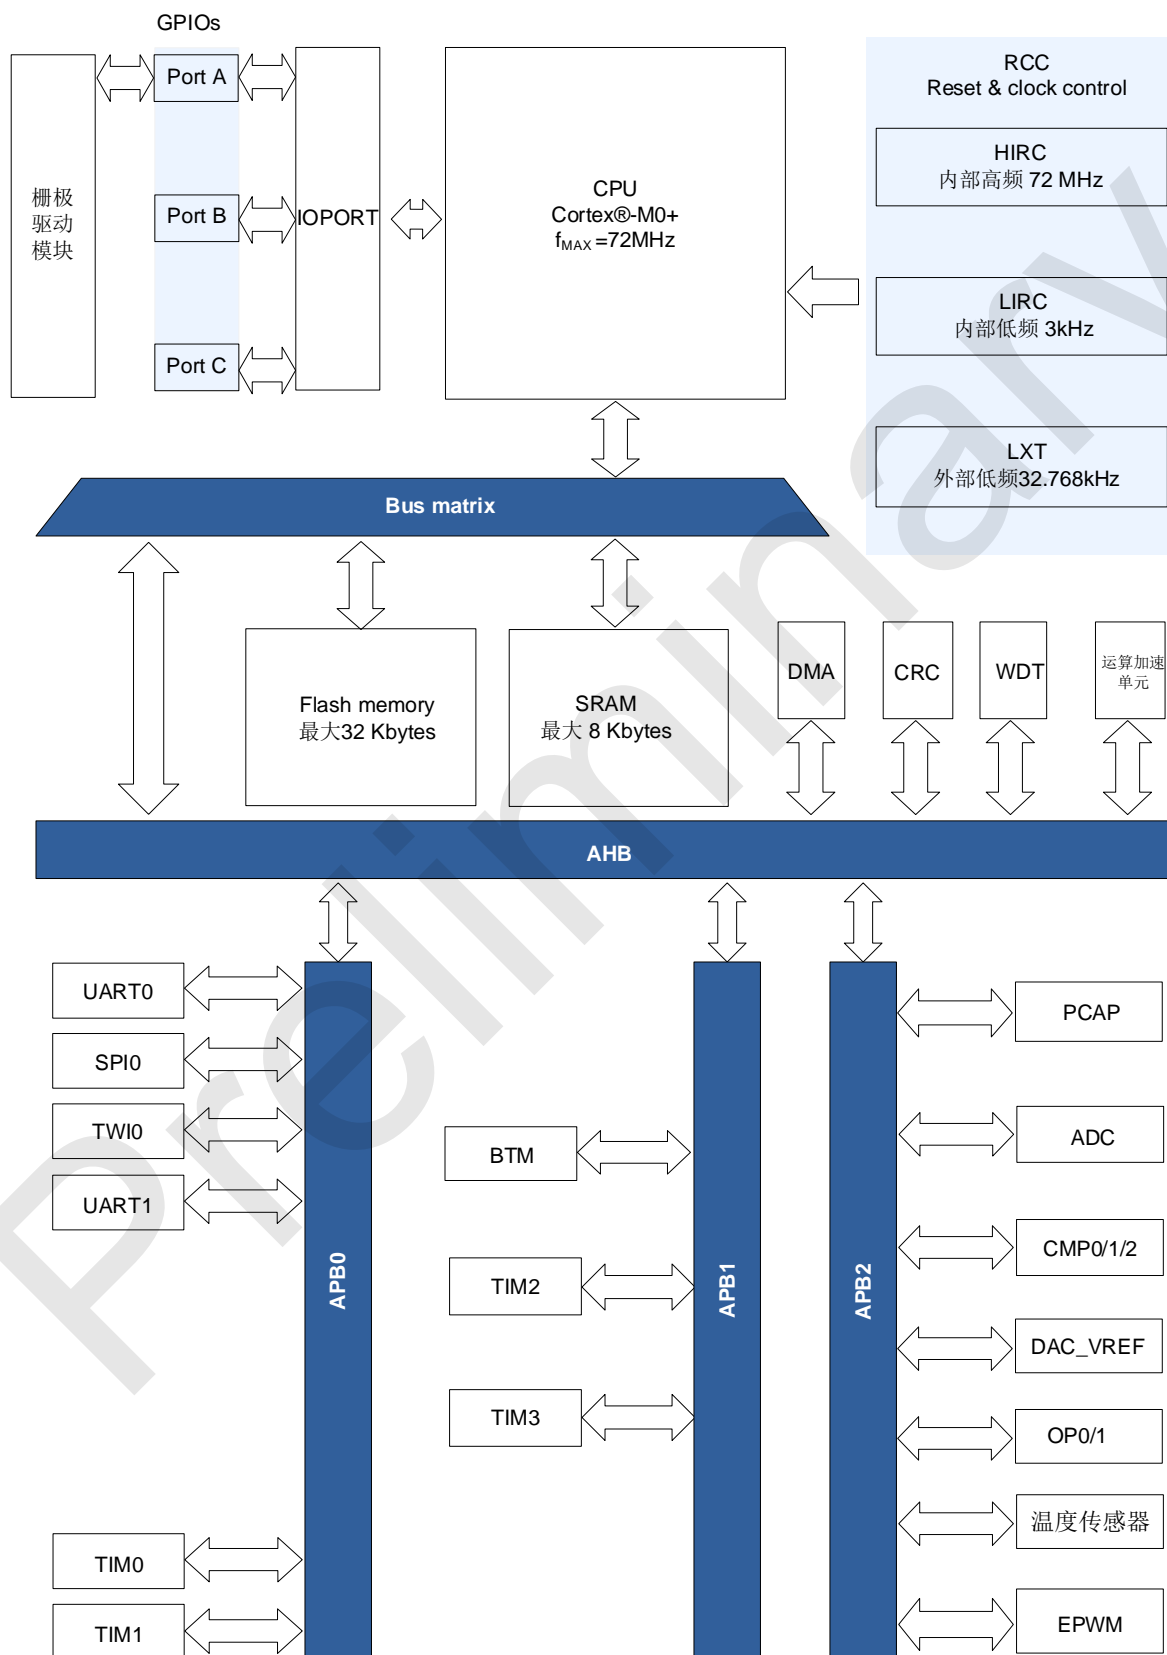 GPIOs
Port A
Port B
Port C
栅极
驱动
模块
IOPORT
CPU
Cortex®-M0+
fMAX =72MHz
RCC
Reset & clock control
HIRC
内部高频 72 MHz
LIRC
内部低频 3kHz
LXT
外部低频32.768kHz
Bus matrix
Flash memory
最大32 Kbytes
SRAM
最大 8 Kbytes
DMA
CRC
WDT
运算加速
单元
AHB
UART0
SPI0
TWI0
UART1
TIM0
TIM1
APB0
BTM
TIM2
TIM3
APB1
APB2
PCAP
ADC
CMP0/1/2
DAC_VREF
OP0/1
温度传感器
EPWM
Preliminary